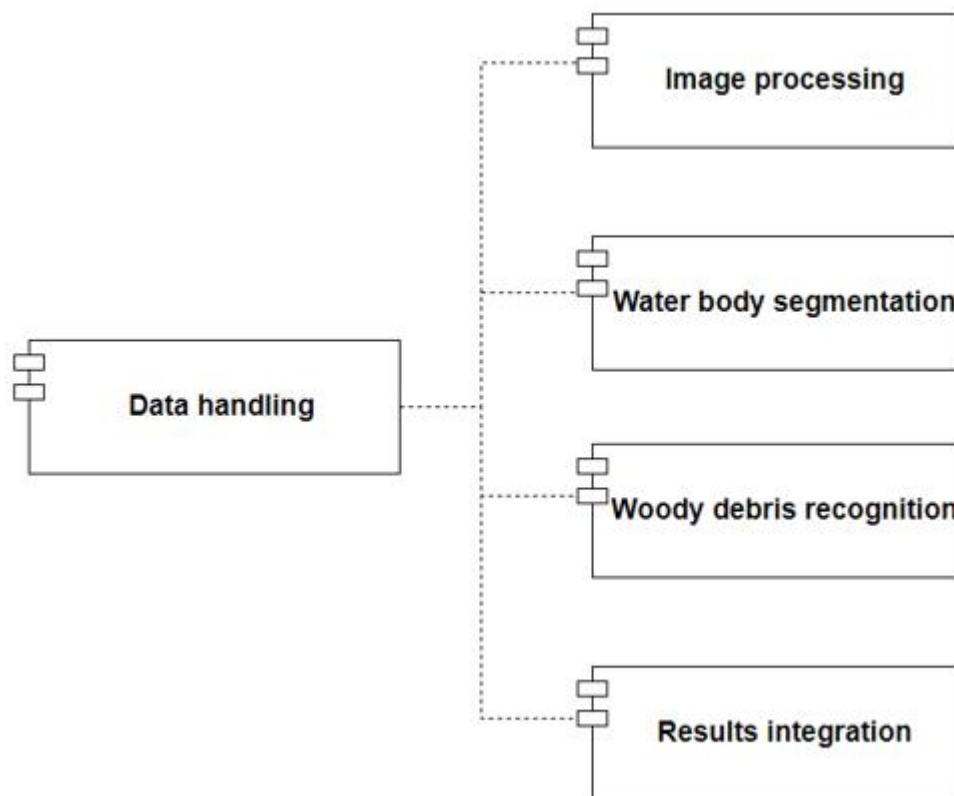 Image processing
Water body segmentation
Data handling
Woody debris recognition
Results integration